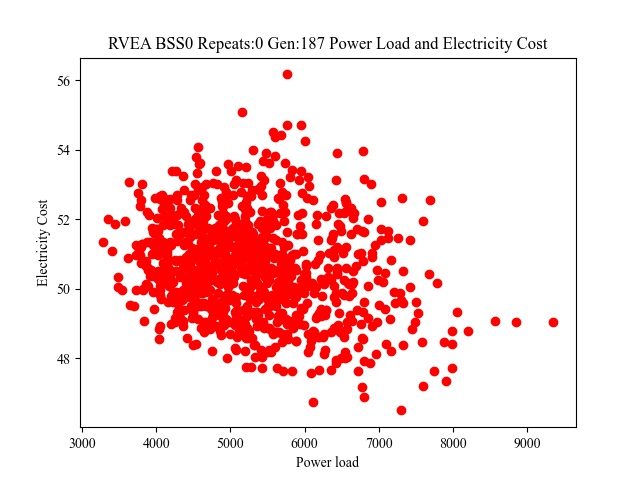 RVEA BSS0 Repeats:0 Gen:187 Power Load and Electricity Cost
Electricity Cost
56
54
52
50
48
3000 4000 5000 6000 7000 8000 9000
Power load